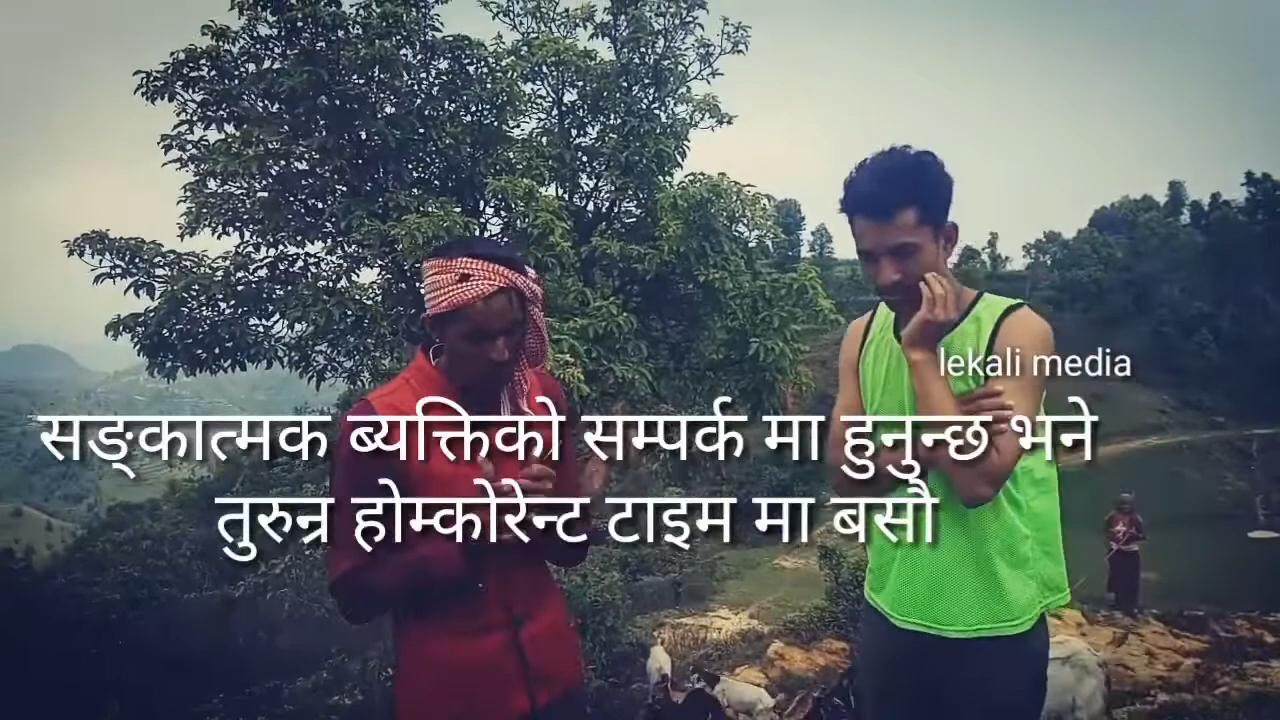 lekali media
सङ्कात्मक ब्यक्तिको सम्पर्क मा हुनुन्छ भने
तुरुन्र होम्कोरेन्ट टाइम मा बसौ